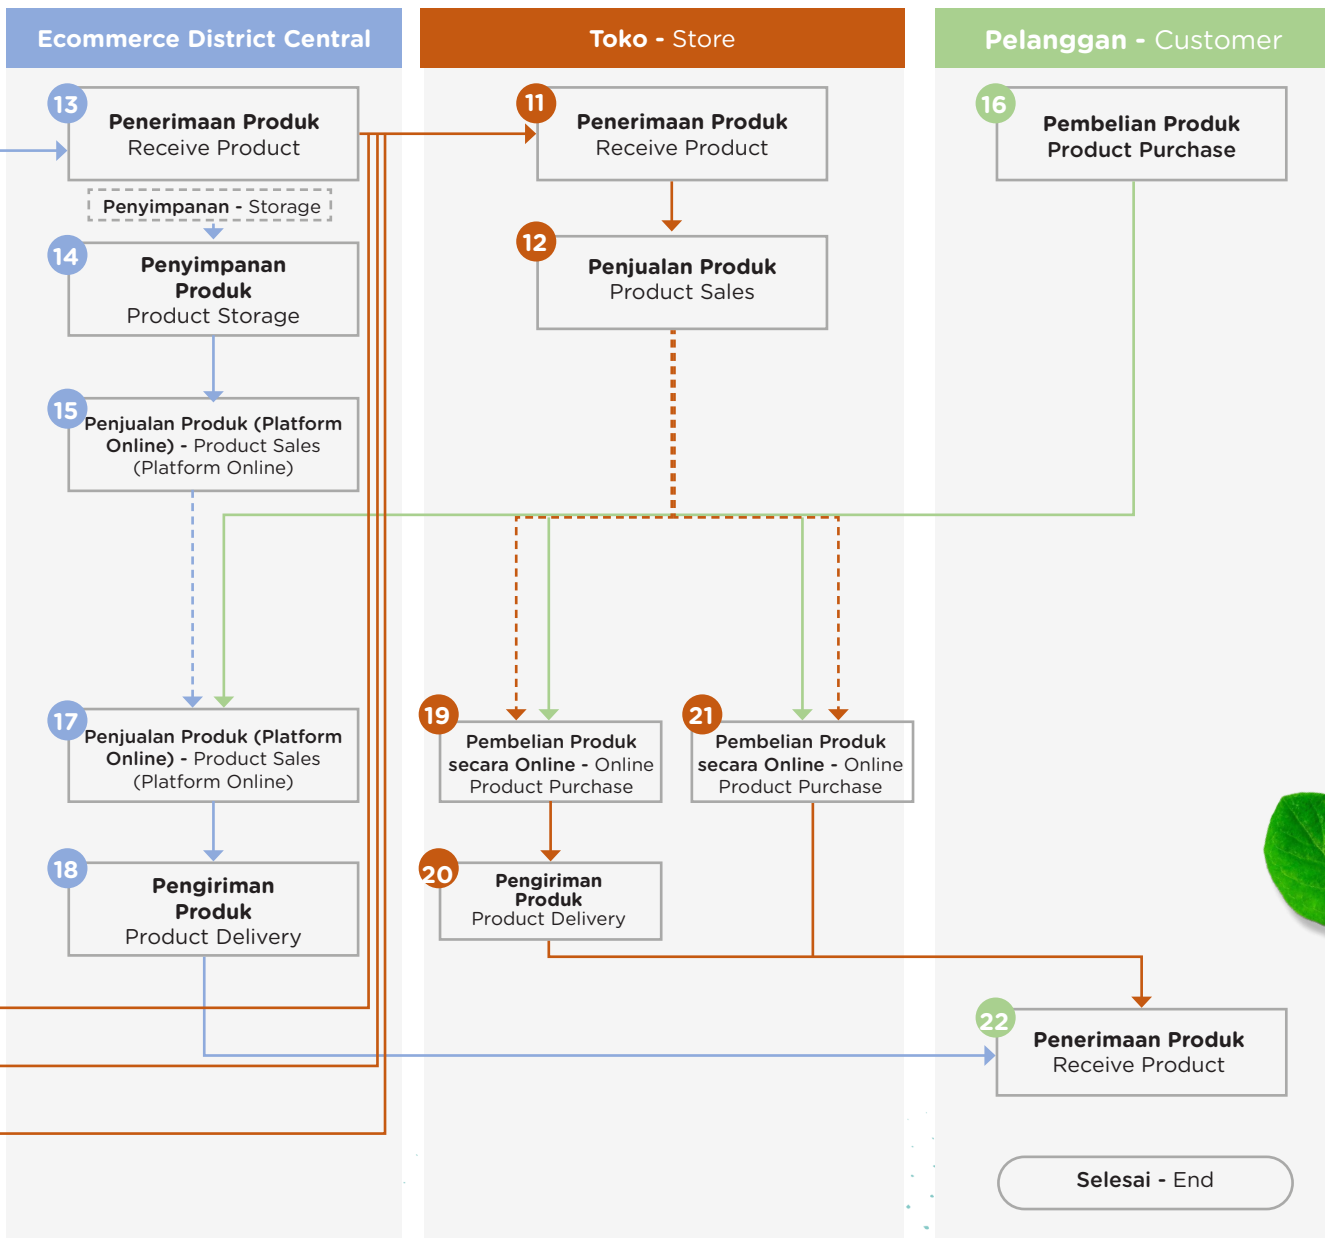 Ecommerce District Central
13
Penerimaan Produk
Receive Product
Penyimpanan - Storage
14
Penyimpanan
Produk
Product Storage
15
Penjualan Produk (Platform
Online) - Product Sales
(Platform Online)
17
Penjualan Produk (Platform
Online) - Product Sales
(Platform Online)
18
Pengiriman
Produk
Product Delivery
Toko - Store
11
Penerimaan Produk
Receive Product
12
Penjualan Produk
Product Sales
19
Pembelian Produk
secara Online - Online
Product Purchase
21
Pembelian Produk
secara Online - Online
Product Purchase
20
Pengiriman
Produk
Product Delivery
Pelanggan - Customer
16
Pembelian Produk
Product Purchase
22
Penerimaan Produk
Receive Product
Selesai - End